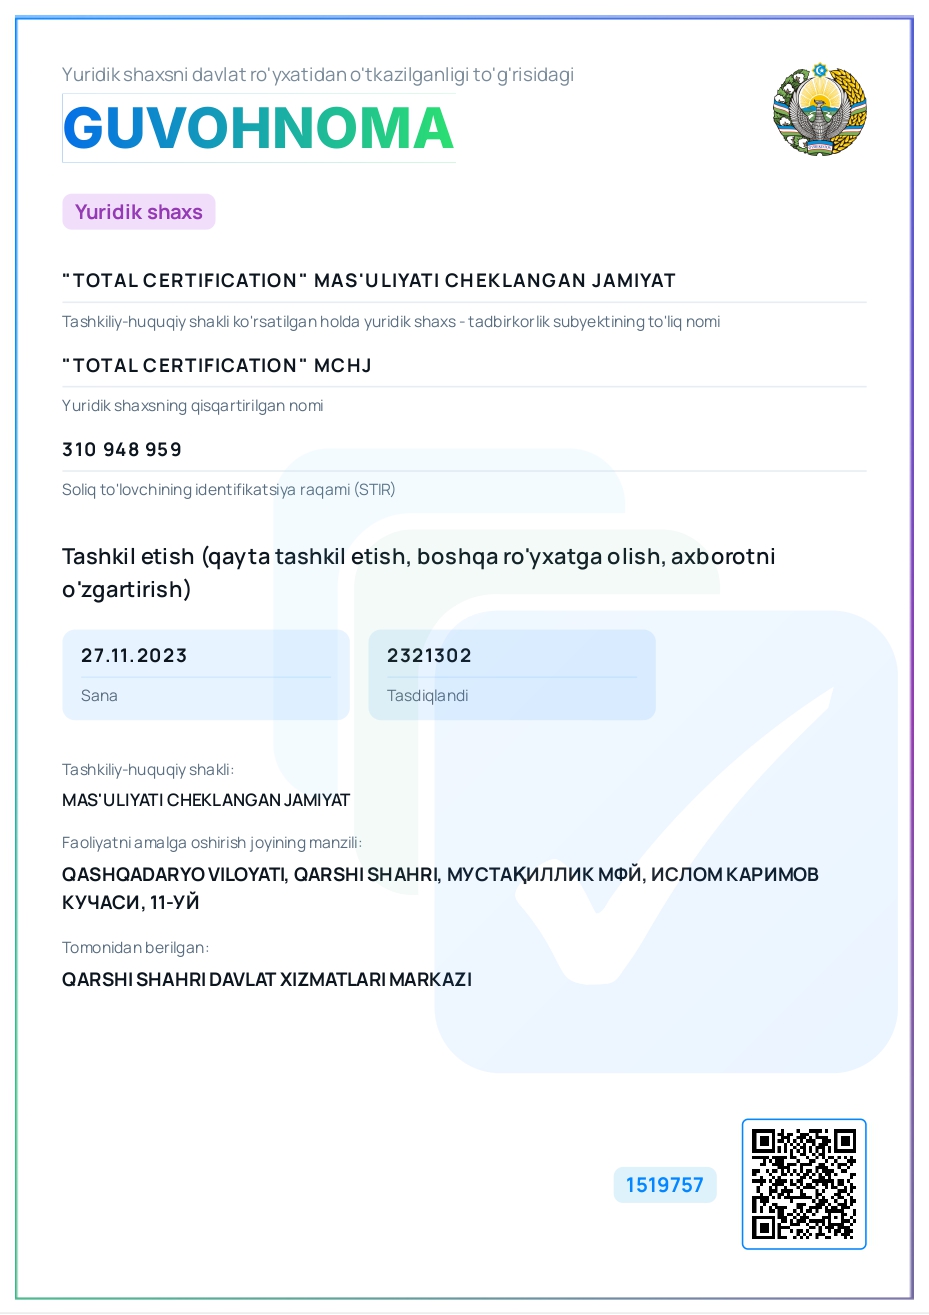 Yuridik shaxsni davlat ro'yxatidan o'tkazilganligi to'g'risidagi
GUVOHNOMA
Yuridik shaxs
"TOTAL CERTIFICATION" MAS'ULIYATI CHEKLANGAN JAMIYAT
Tashkiliy-huquqiy shakli ko'rsatilgan holda yuridik shaxs - tadbirkorlik subyektining to'liq nomi
"TOTAL CERTIFICATION" MCHJ
Yuridik shaxsning qisqartirilgan nomi
310 948 959
Soliq to'lovchining identifikatsiya raqami (STIR)
Tashkil etish (qayta tashkil etish, boshqa ro'yxatga olish, axborotni
o'zgartirish)
27.11.2023
Sana
2321302
Tasdiqlandi
Tashkiliy-huquqiy shakli:
MAS'ULIYATI CHEKLANGAN JAMIYAT
Faoliyatni amalga oshirish joyining manzili:
QASHQADARYO VILOYATI, QARSHI SHAHRI, МУСТАҚИЛЛИК МФЙ, ИСЛОМ КАРИМОВ
КУЧАСИ, 11-УЙ
Tomonidan berilgan:
QARSHI SHAHRI DAVLAT XIZMATLARI MARKAZI
1519757